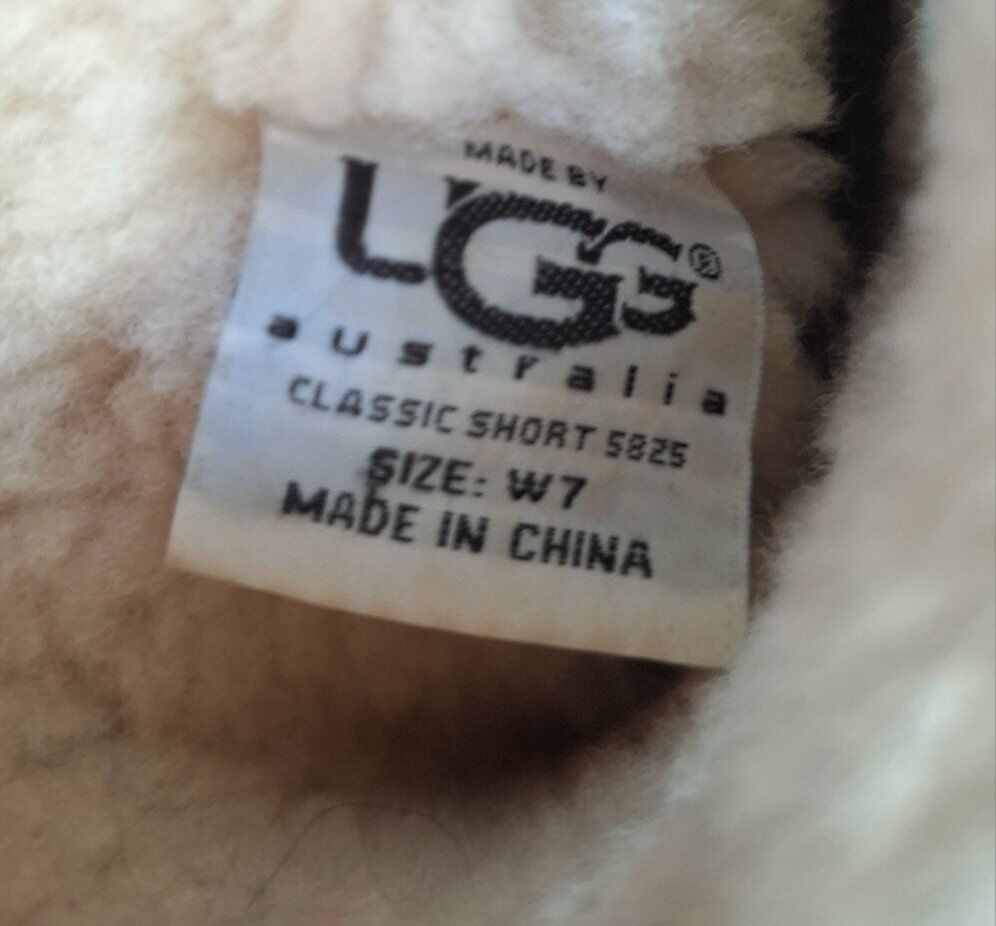 MADE BY
UGG®
australia
CLASSIC SHORT 5825
SIZE: W7
MADE IN CHINA